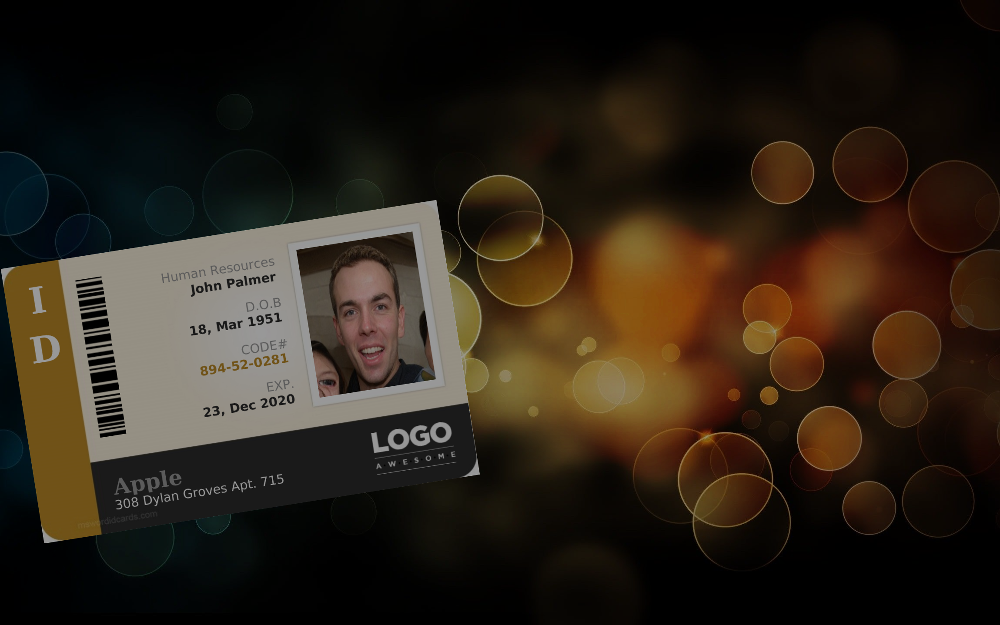 I
D
Human Resources
John Palmer
D.O.B
18, Mar 1951
CODE#
894-52-0281
EXP.
23, Dec 2020
LOGO
AWESOME
Apple
308 Dylan Groves Apt. 715